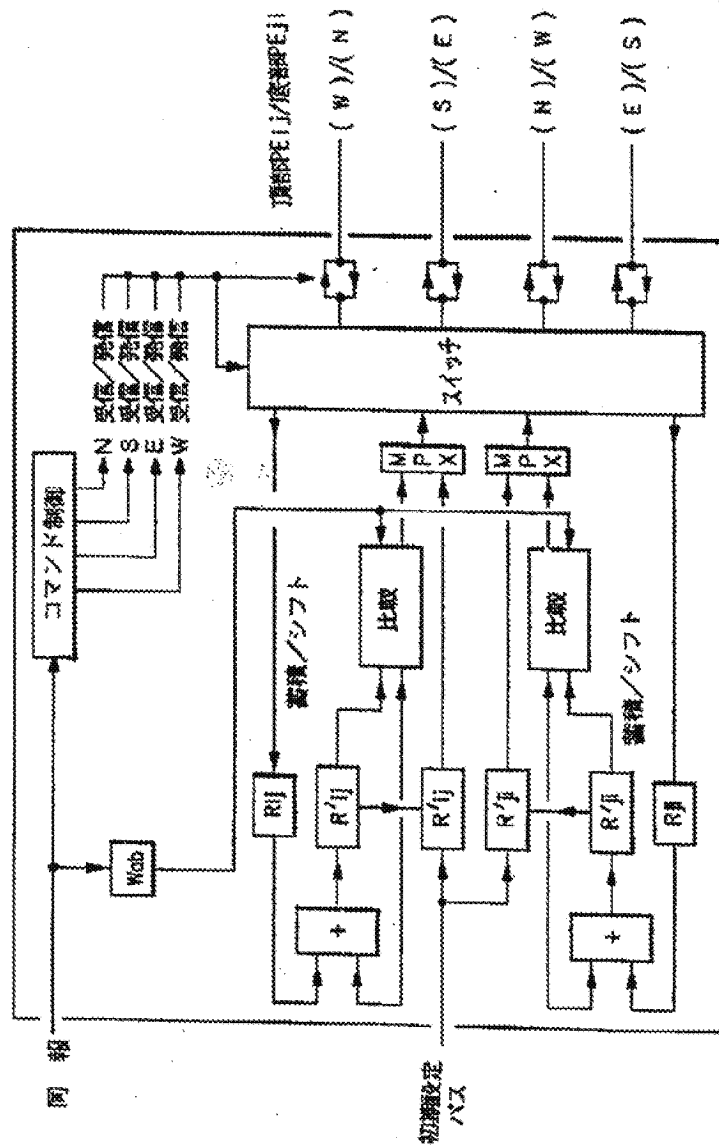 同報
初期化定
バス
コマンド制御
Wab
N 受信/発信
S 受信/発信
E 受信/発信
W 受信/発信
頂部PEij/底部PEji
(W)/(N)
(S)/(E)
(N)/(W)
(E)/(S)
スイッチ
Rij
蓄積/シフト
+
R'ij
比較
MPX
R'ij
R'ji
MPX
+
R'ji
比較
蓄積/シフト
Rji